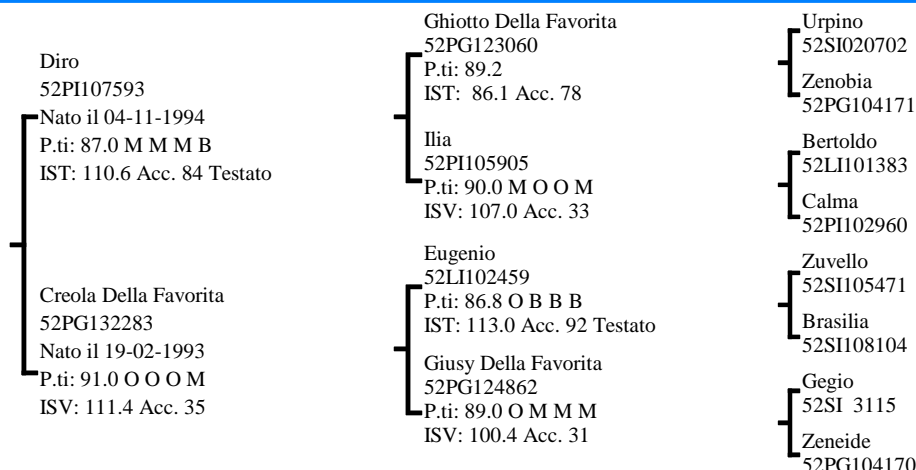 Diro
52PI107593
Nato il 04-11-1994
P.ti: 87.0 M M M B
IST: 110.6 Acc. 84 Testato
Creola Della Favorita
52PG132283
Nato il 19-02-1993
P.ti: 91.0 O O O M
ISV: 111.4 Acc. 35
Ghiotto Della Favorita
52PG123060
P.ti: 89.2
IST: 86.1 Acc. 78
Ilia
52PI105905
P.ti: 90.0 M O O M
ISV: 107.0 Acc. 33
Eugenio
52LI102459
P.ti: 86.8 O B B B
IST: 113.0 Acc. 92 Testato
Giusy Della Favorita
52PG124862
P.ti: 89.0 O M M M
ISV: 100.4 Acc. 31
Urpino
52SI020702
Zenobia
52PG104171
Bertoldo
52LI101383
Calma
52PI102960
Zuvello
52SI105471
Brasilia
52SI108104
Gegio
52SI 3115
Zeneide
52PG104170